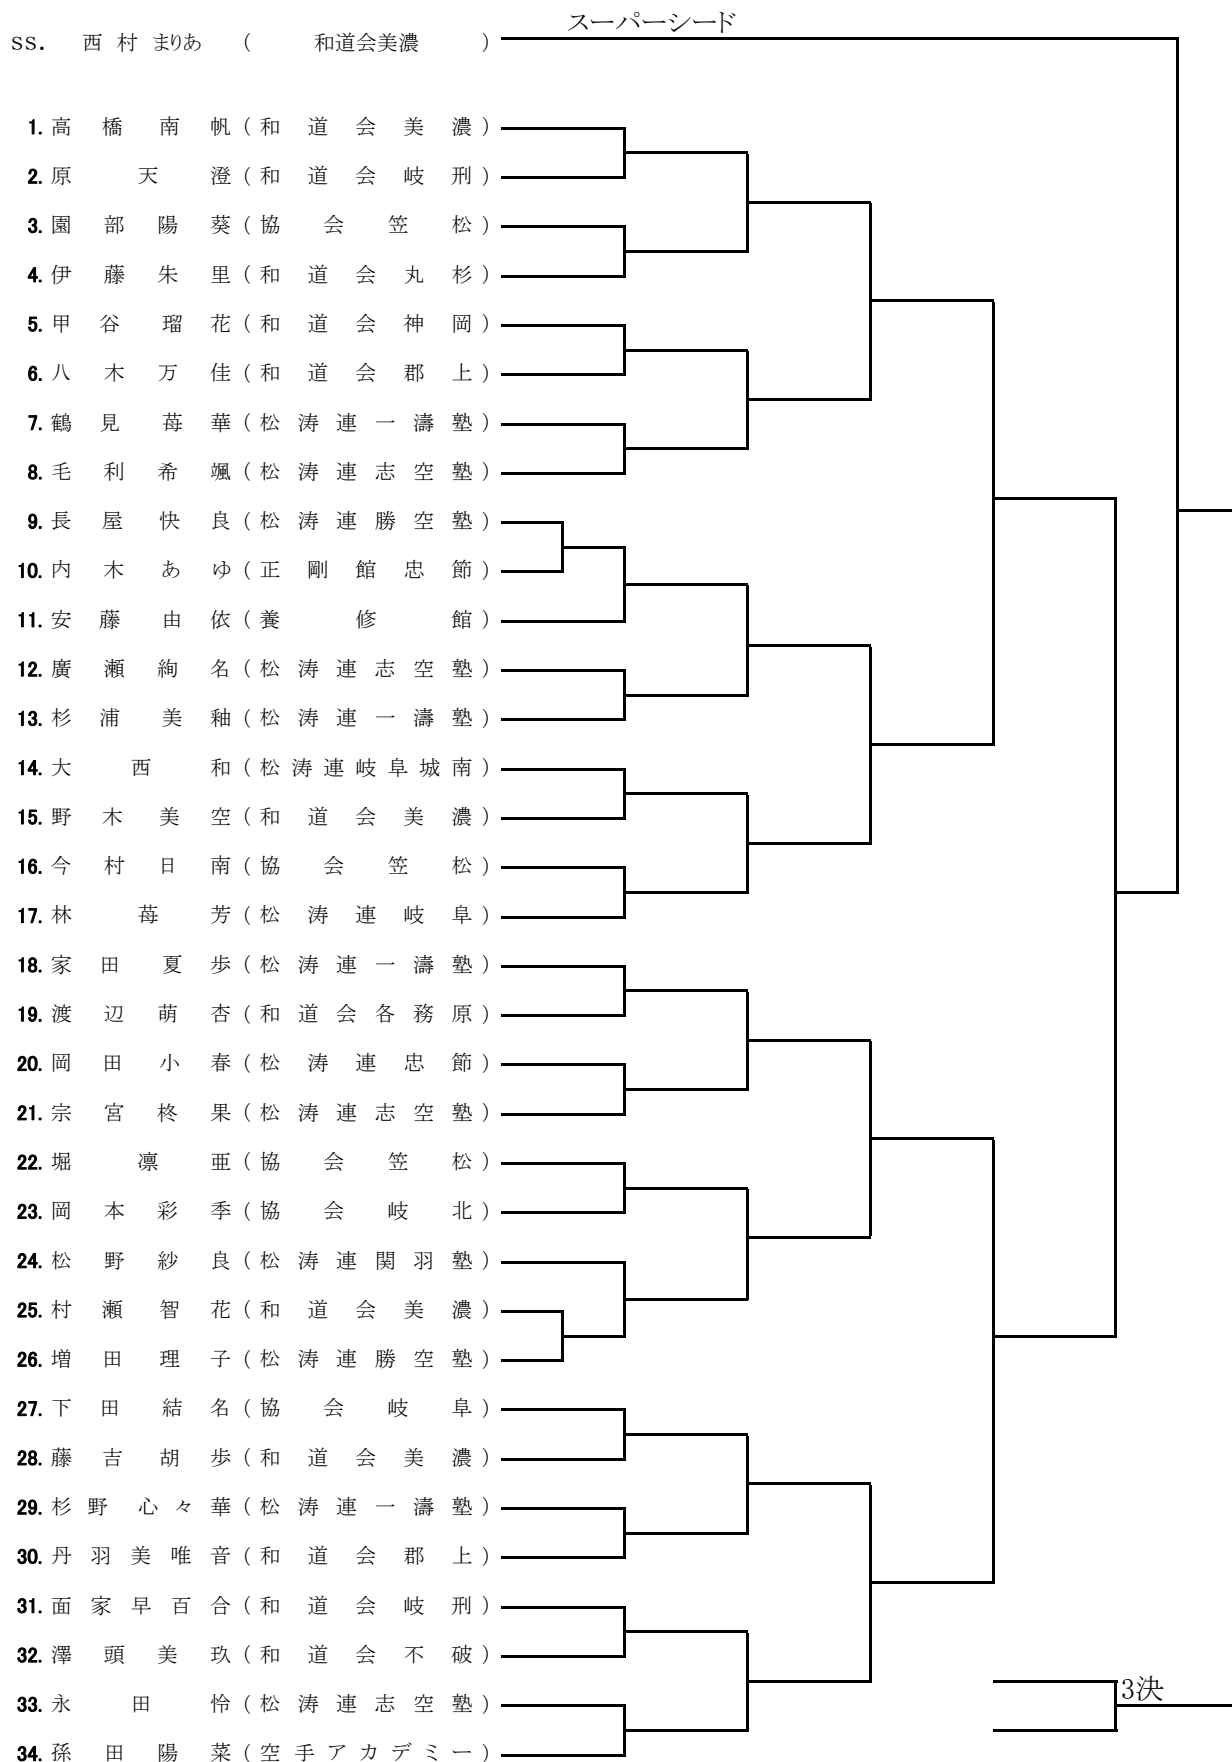 スーパーシード
SS. 西村 まりあ ( 和道会美濃 )
1. 高橋南帆 (和道会美濃)
2. 原天澄 (和道会岐刑)
3. 園部陽葵 (協会笠松)
4. 伊藤朱里 (和道会丸杉)
5. 甲谷瑠花 (和道会神岡)
6. 八木万佳 (和道会郡上)
7. 鶴見苺華 (松涛連一濤塾)
8. 毛利希颯 (松涛連志空塾)
9. 長屋快良 (松涛連勝空塾)
10. 内木あゆ (正剛館忠節)
11. 安藤由依 (養修館)
12. 廣瀬絢名 (松涛連志空塾)
13. 杉浦美釉 (松涛連一濤塾)
14. 大西和 (松涛連岐阜城南)
15. 野木美空 (和道会美濃)
16. 今村日南 (協会笠松)
17. 林苺芳 (松涛連岐阜)
18. 家田夏歩 (松涛連一濤塾)
19. 渡辺萌杏 (和道会各務原)
20. 岡田小春 (松涛連忠節)
21. 宗宮柊果 (松涛連志空塾)
22. 堀凛亜 (協会笠松)
23. 岡本彩季 (協会岐北)
24. 松野紗良 (松涛連関羽塾)
25. 村瀬智花 (和道会美濃)
26. 増田理子 (松涛連勝空塾)
27. 下田結名 (協会岐阜)
28. 藤吉胡歩 (和道会美濃)
29. 杉野心々華 (松涛連一濤塾)
30. 丹羽美唯音 (和道会郡上)
31. 面家早百合 (和道会岐刑)
32. 澤頭美玖 (和道会不破)
33. 永田怜 (松涛連志空塾)
34. 孫田陽菜 (空手アカデミー)
3決